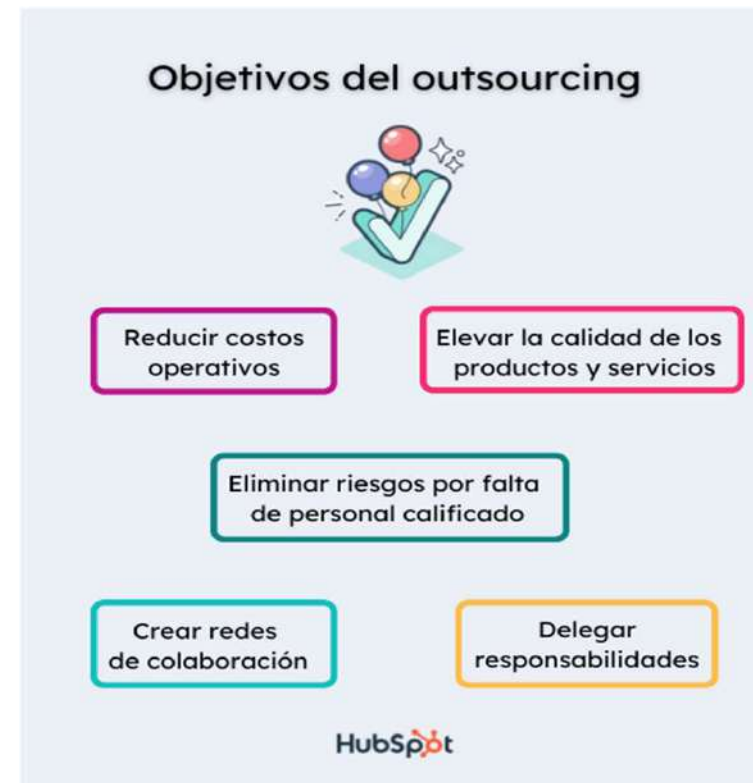 Objetivos del outsourcing
Reducir costos
operativos
Elevar la calidad de los
productos y servicios
Eliminar riesgos por falta
de personal calificado
Crear redes
de colaboración
Delegar
responsabilidades
HubSpot